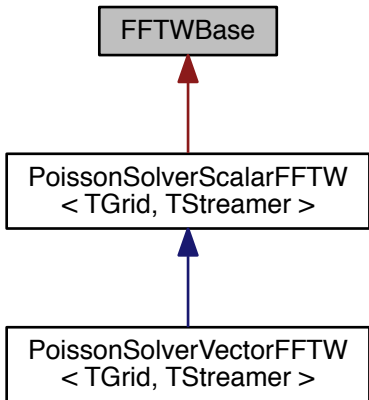 FFTWBase
PoissonSolverScalarFFTW
< TGrid, TStreamer >
PoissonSolverVectorFFTW
< TGrid, TStreamer >